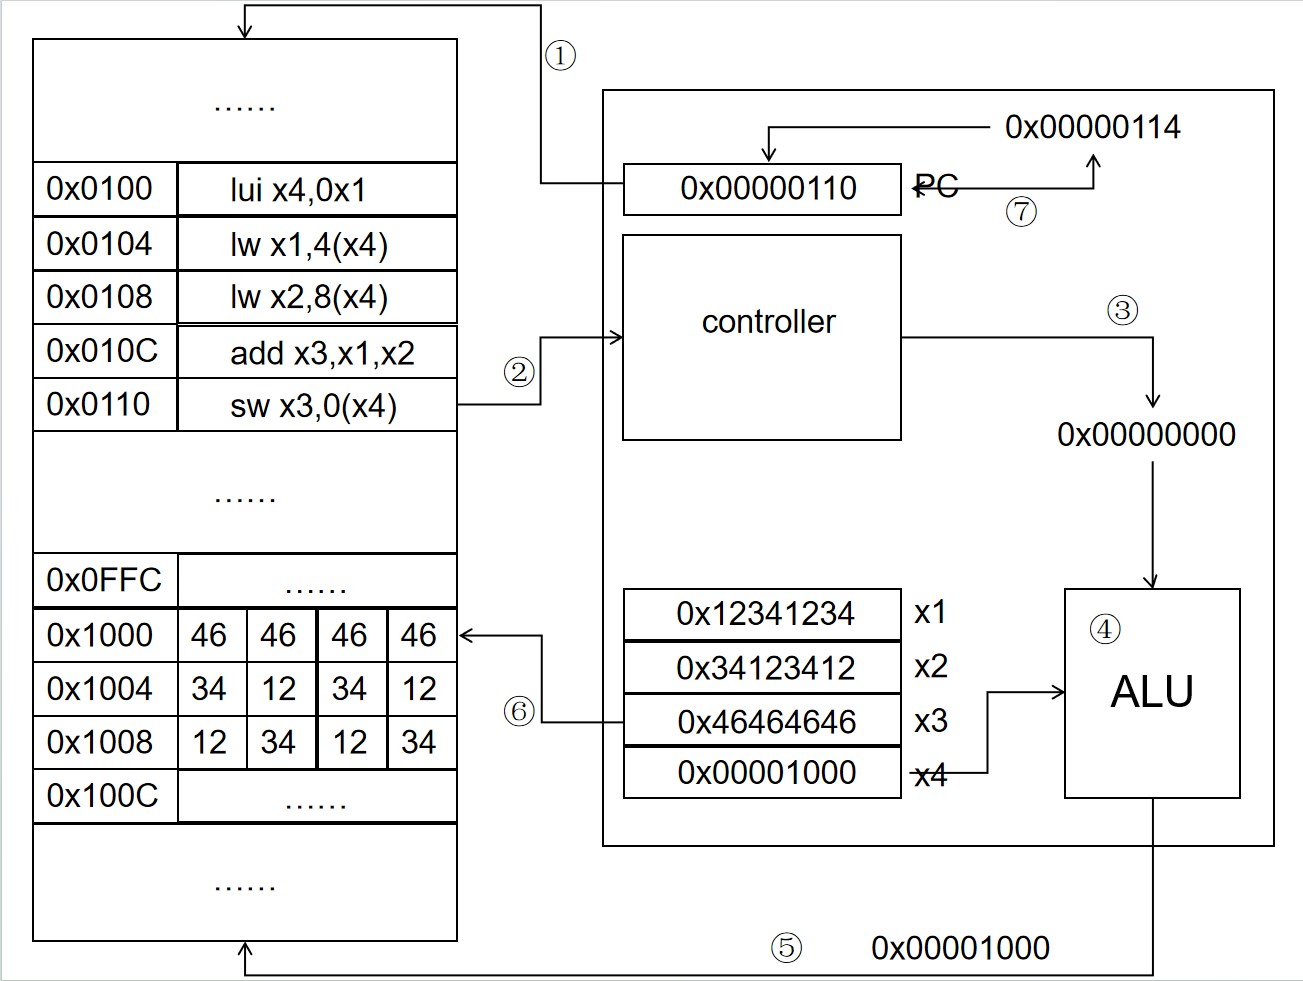 ①
……
0x00000114
0x0100 lui x4,0x1
0x00000110 PC
⑦
0x0104 lw x1,4(x4)
0x0108 lw x2,8(x4)
controller
③
0x010C add x3,x1,x2
②
0x0110 sw x3,0(x4)
0x00000000
……
0x0FFC ……
0x12341234 x1
④
0x1000 46 46 46 46
0x34123412 x2
0x1004 34 12 34 12
ALU
⑥
0x46464646 x3
0x1008 12 34 12 34
0x00001000 x4
0x100C ……
……
⑤ 0x00001000